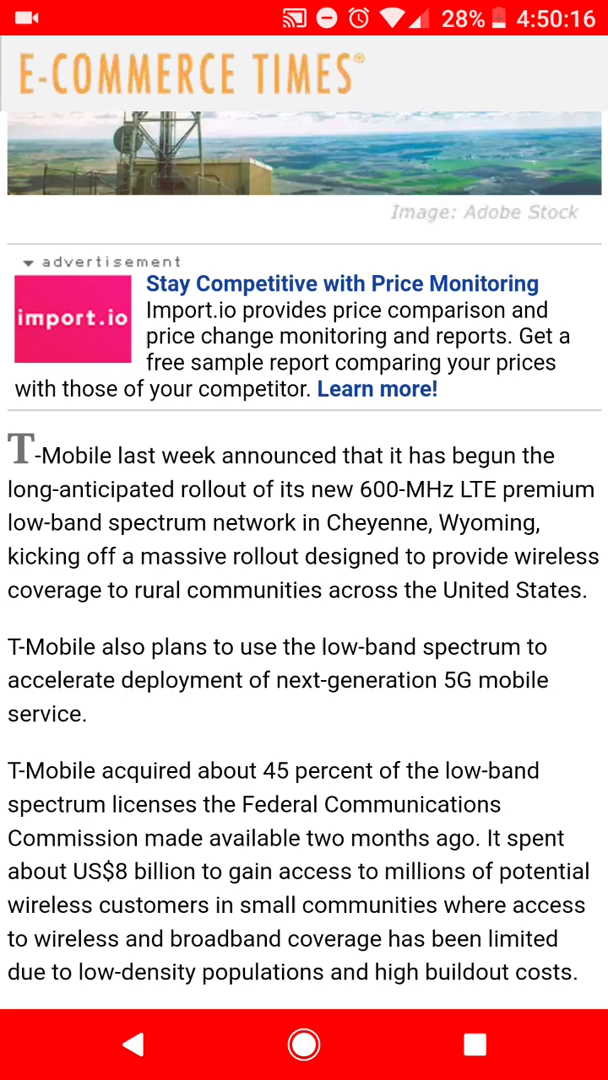 28% 4:50:16
E-COMMERCE TIMES®
Image: Adobe Stock
advertisement
import.io
Stay Competitive with Price Monitoring
Import.io provides price comparison and
price change monitoring and reports. Get a
free sample report comparing your prices
with those of your competitor. Learn more!
T-Mobile last week announced that it has begun the
long-anticipated rollout of its new 600-MHz LTE premium
low-band spectrum network in Cheyenne, Wyoming,
kicking off a massive rollout designed to provide wireless
coverage to rural communities across the United States.
T-Mobile also plans to use the low-band spectrum to
accelerate deployment of next-generation 5G mobile
service.
T-Mobile acquired about 45 percent of the low-band
spectrum licenses the Federal Communications
Commission made available two months ago. It spent
about US$8 billion to gain access to millions of potential
wireless customers in small communities where access
to wireless and broadband coverage has been limited
due to low-density populations and high buildout costs.